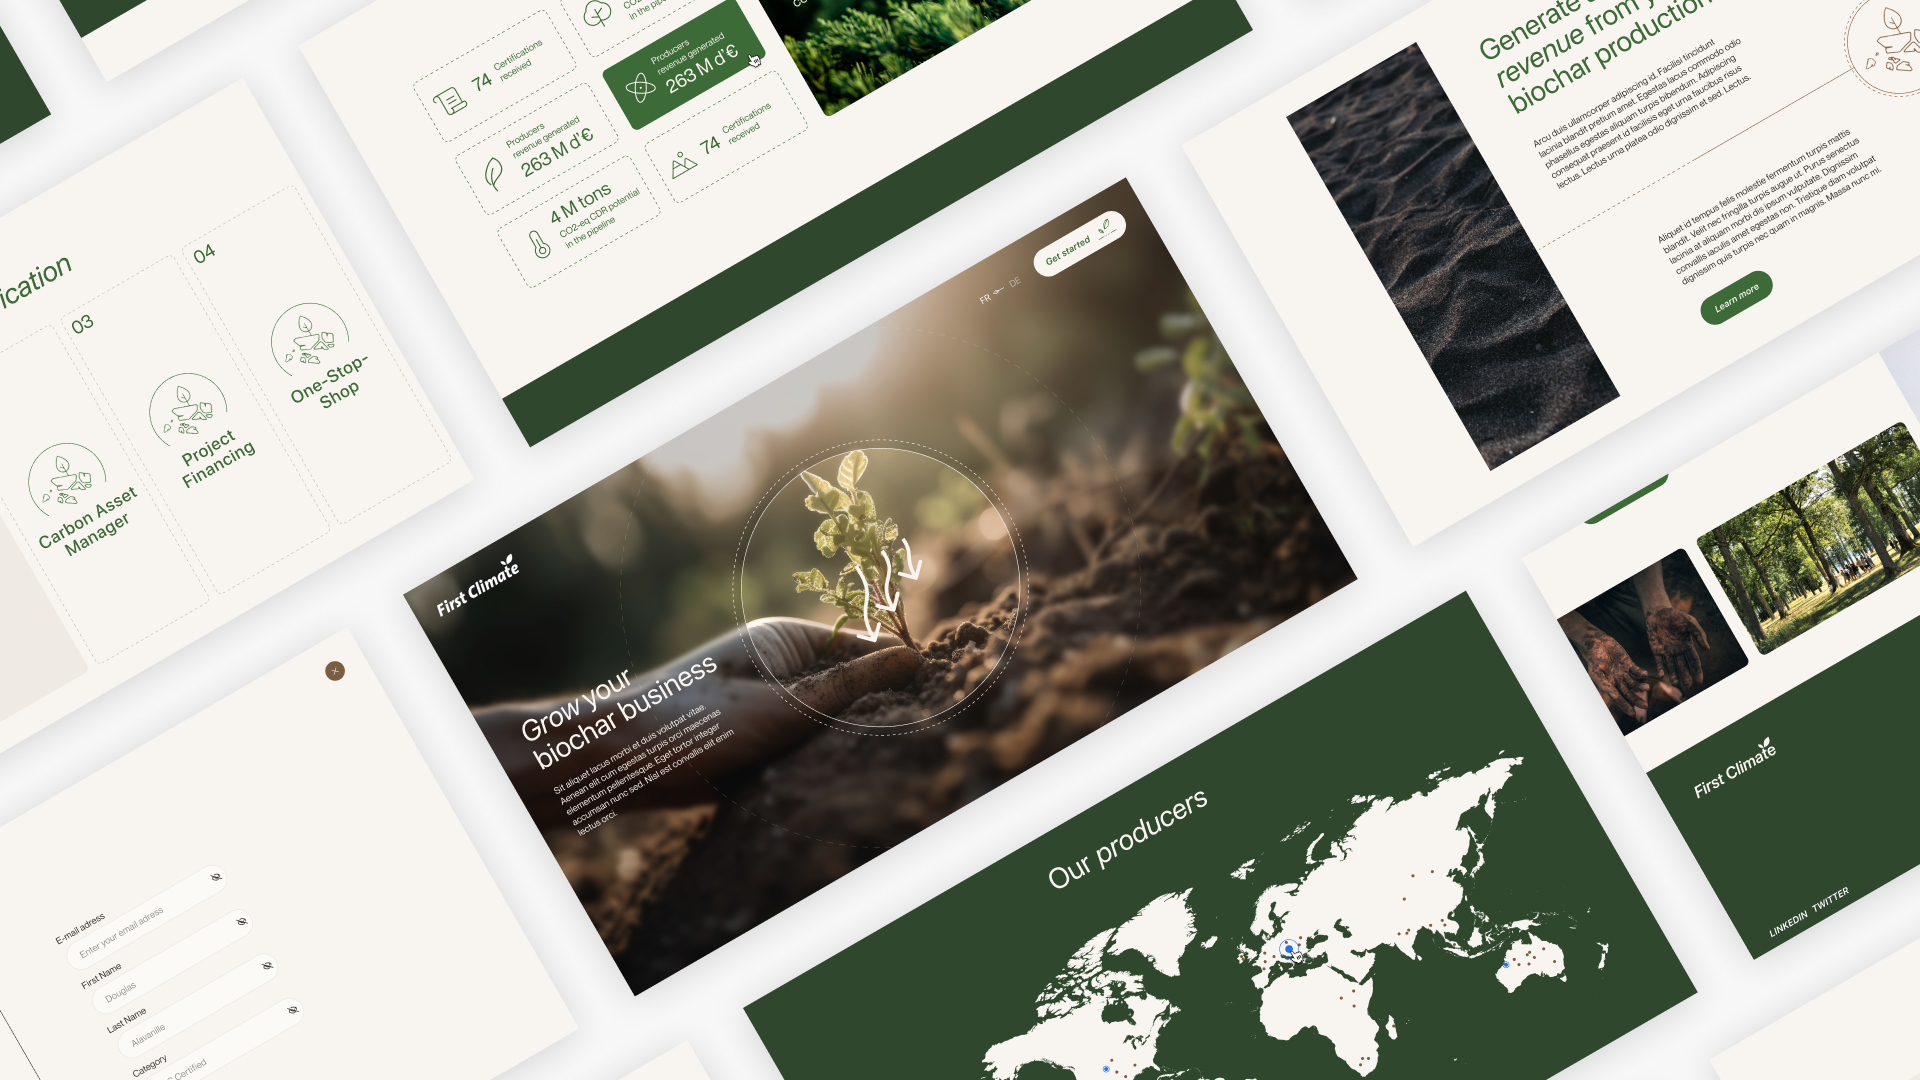 74
Certifications
received
in the
Producers
revenue generated
263 M d'€
Producers
revenue generated
263 M d'€
74
Certifications
received
4 M tons
CO2-eq CDR potential
in the pipeline
Generate
revenue from
biochar production
Arcu duis ullamcorper adipiscing id. Facilisi tincidunt
lacinia blandit pretium amet. Egestas lacus commodo odio
phasellus egestas aliquam turpis bibendum. Adipiscing
consequat praesent id facilisis eget urna faucibus risus
lectus. Lectus urna platea odio dignissim et sed. Lectus.
Aliquet id tempus felis molestie fermentum turpis mattis
blandit. Velit nec fringilla turpis augue ut. Purus senectus
lacinia at aliquam morbi dis ipsum vulputate. Dignissim
convallis iaculis amet egestas non. Tristique diam volutpat
dignissim quis turpis nec quam in magnis. Massa nunc mi.
Learn more
ication
03
04
Carbon Asset
Manager
Project
Financing
One-Stop-
Shop
First Climate
FR
DE
Get started
Grow your
biochar business
Sit aliquet lacus morbi et duis volutpat vitae.
Aenean elit cum egestas turpis orci maecenas
elementum pellentesque. Eget tortor integer
accumsan nunc sed. Nisl est convallis elit enim
lectus orci.
E-mail adress
Enter your email adress
First Name
Douglas
Last Name
Alavanille
Category
Certified
Our producers
First Climate
LINKEDIN TWITTER